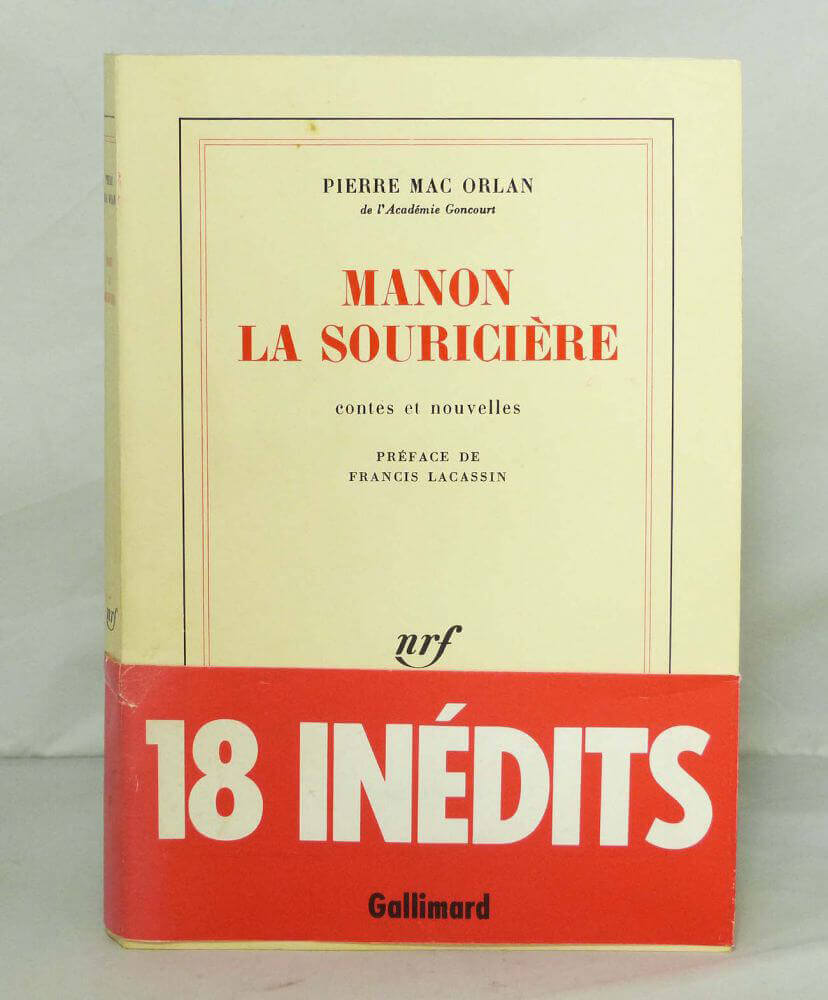 PIERRE MAC ORLAN
de l'Académie Goncourt
MANON
LA SOURICIÈRE
contes et nouvelles
PRÉFACE DE
FRANCIS LACASSIN
nrf
18 INÉDITS
Gallimard
nrf